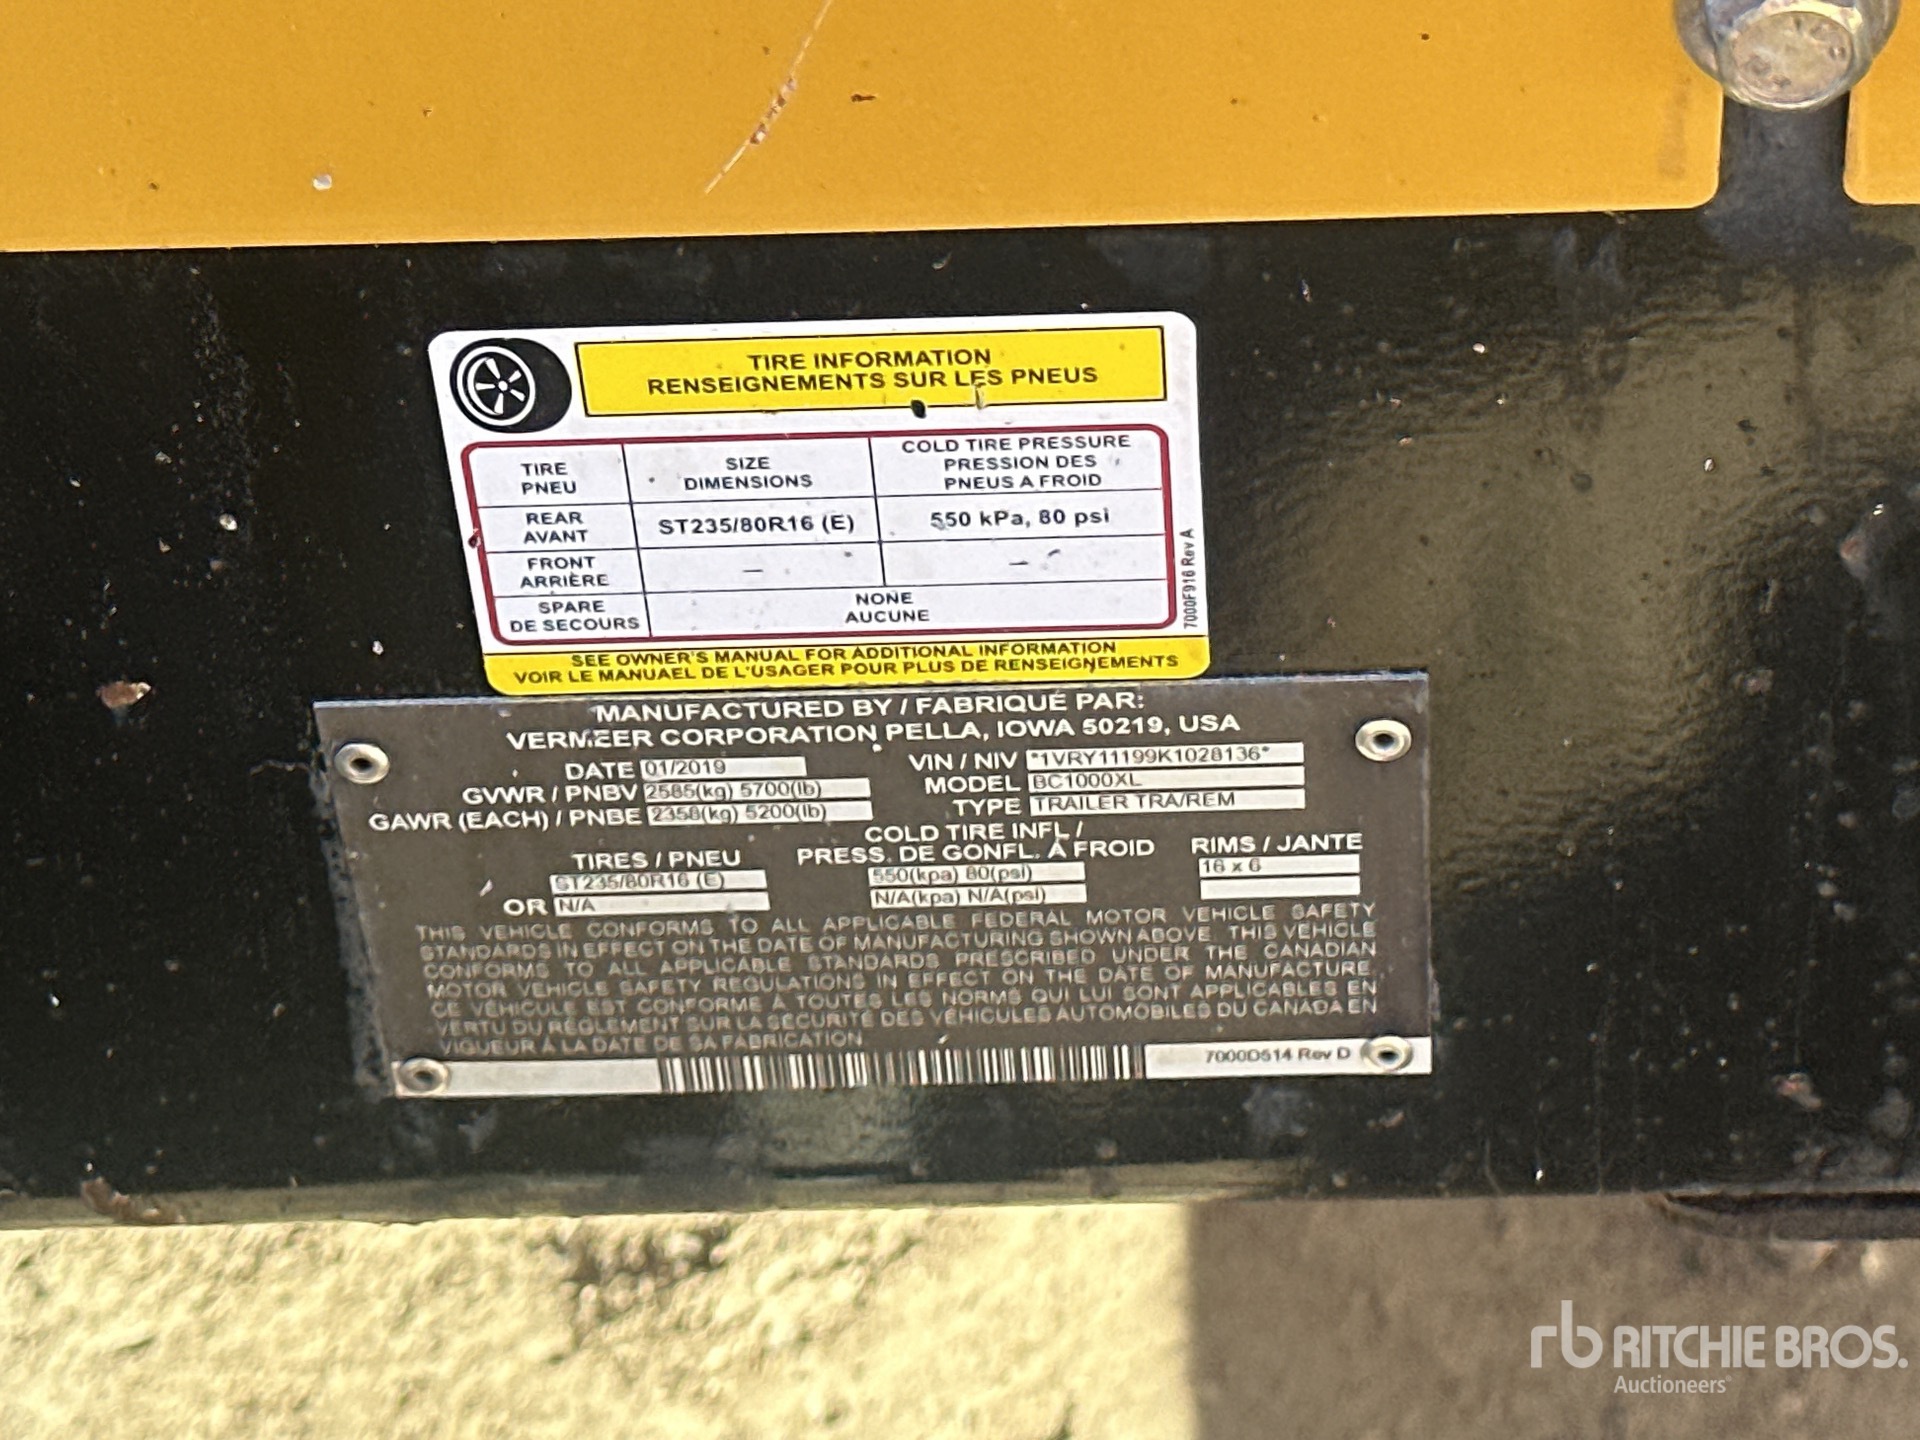 TIRE INFORMATION
RENSEIGNEMENTS SUR LES PNEUS
TIRE
PNEU
SIZE
DIMENSIONS
COLD TIRE PRESSURE
PRESSION DES
PNEUS A FROID
REAR
AVANT
ST235/80R16 (E)
550 kPa, 80 psi
FRONT
ARRIÈRE
–
–
SPARE
DE SECOURS
NONE
AUCUNE
7000F916 Rev A
SEE OWNER'S MANUAL FOR ADDITIONAL INFORMATION
VOIR LE MANUAEL DE L'USAGER POUR PLUS DE RENSEIGNEMENTS
MANUFACTURED BY / FABRIQUÉ PAR:
VERMEER CORPORATION PELLA, IOWA 50219, USA
DATE 01/2019
VIN / NIV *1VRY11199K1028136*
GVWR / PNBV 2585(kg) 5700(lb)
MODEL BC1000XL
GAWR (EACH) / PNBE 2358(kg) 5200(lb)
TYPE TRAILER TRA/REM
TIRES / PNEU
COLD TIRE INFL /
PRESS. DE GONFL. À FROID
RIMS / JANTE
ST235/80R16 (E)
550(kpa) 80(psi)
16 x 6
OR N/A
N/A(kpa) N/A(psi)
THIS VEHICLE CONFORMS TO ALL APPLICABLE FEDERAL MOTOR VEHICLE SAFETY
STANDARDS IN EFFECT ON THE DATE OF MANUFACTURING SHOWN ABOVE. THIS VEHICLE
CONFORMS TO ALL APPLICABLE STANDARDS PRESCRIBED UNDER THE CANADIAN
MOTOR VEHICLE SAFETY REGULATIONS IN EFFECT ON THE DATE OF MANUFACTURE.
CE VÉHICULE EST CONFORME À TOUTES LES NORMS QUI LUI SONT APPLICABLES EN
VERTU DU RÈGLEMENT SUR LA SÉCURITÉ DES VÉHICULES AUTOMOBILES DU CANADA EN
VIGUEUR À LA DATE DE SA FABRICATION.
7000D514 Rev D
rb RITCHIE BROS.
Auctioneers